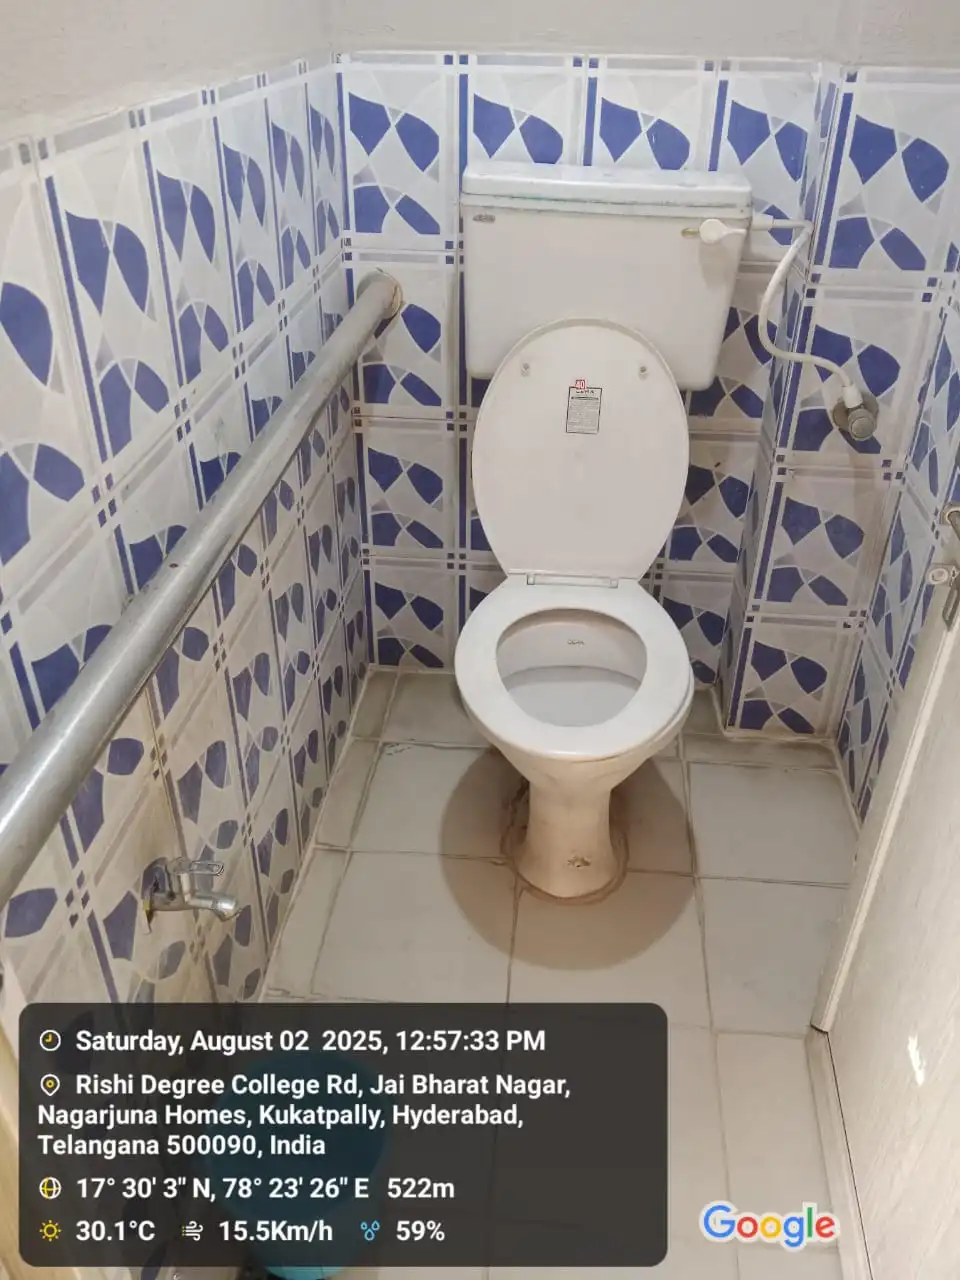 CERA
Saturday, August 02 2025, 12:57:33 PM
Rishi Degree College Rd, Jai Bharat Nagar,
Nagarjuna Homes, Kukatpally, Hyderabad,
Telangana 500090, India
17° 30' 3" N, 78° 23' 26" E 522m
30.1°C 15.5Km/h 59%
Google